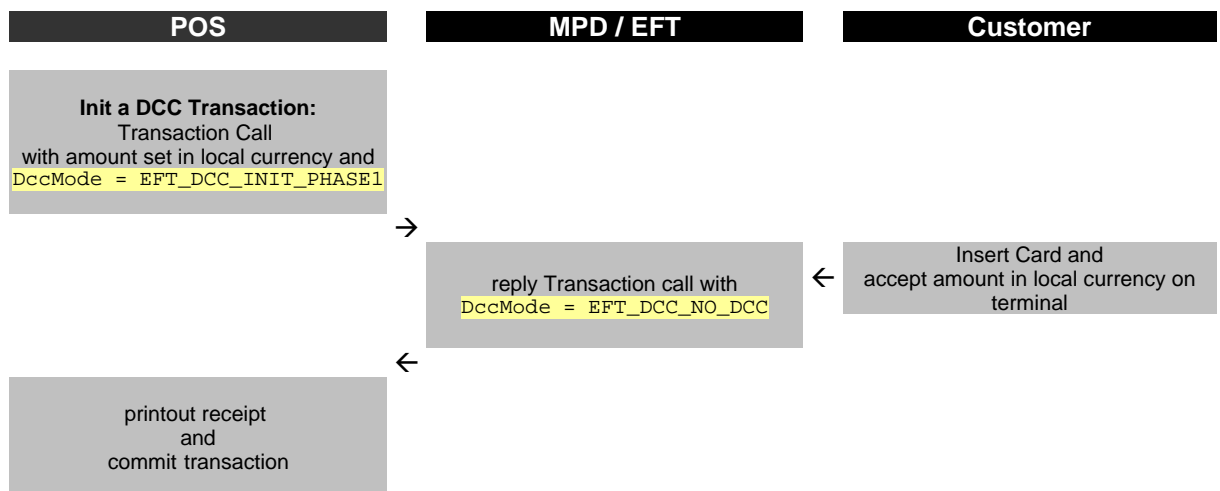 POS
MPD / EFT
Customer
Init a DCC Transaction:
Transaction Call
with amount set in local currency and
DccMode = EFT_DCC_INIT_PHASE1
→
Insert Card and
accept amount in local currency on
terminal
←
reply Transaction call with
DccMode = EFT_DCC_NO_DCC
←
printout receipt
and
commit transaction